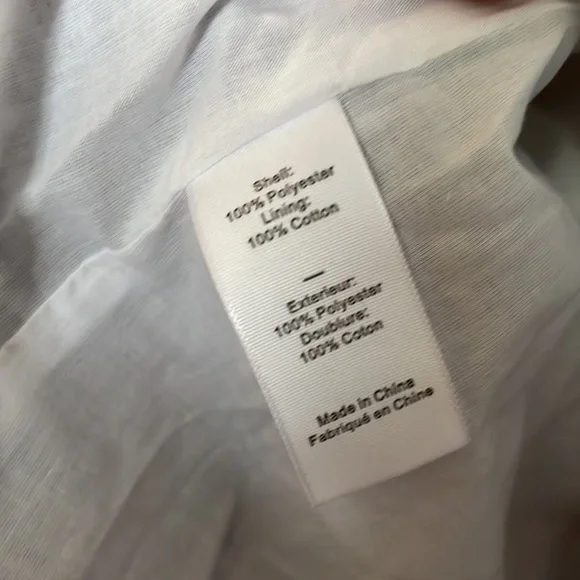 Shell:
100% Polyester
Lining:
100% Cotton
—
Exterieur:
100% Polyester
Doublure:
100% Coton
Made in China
Fabriqué en Chine